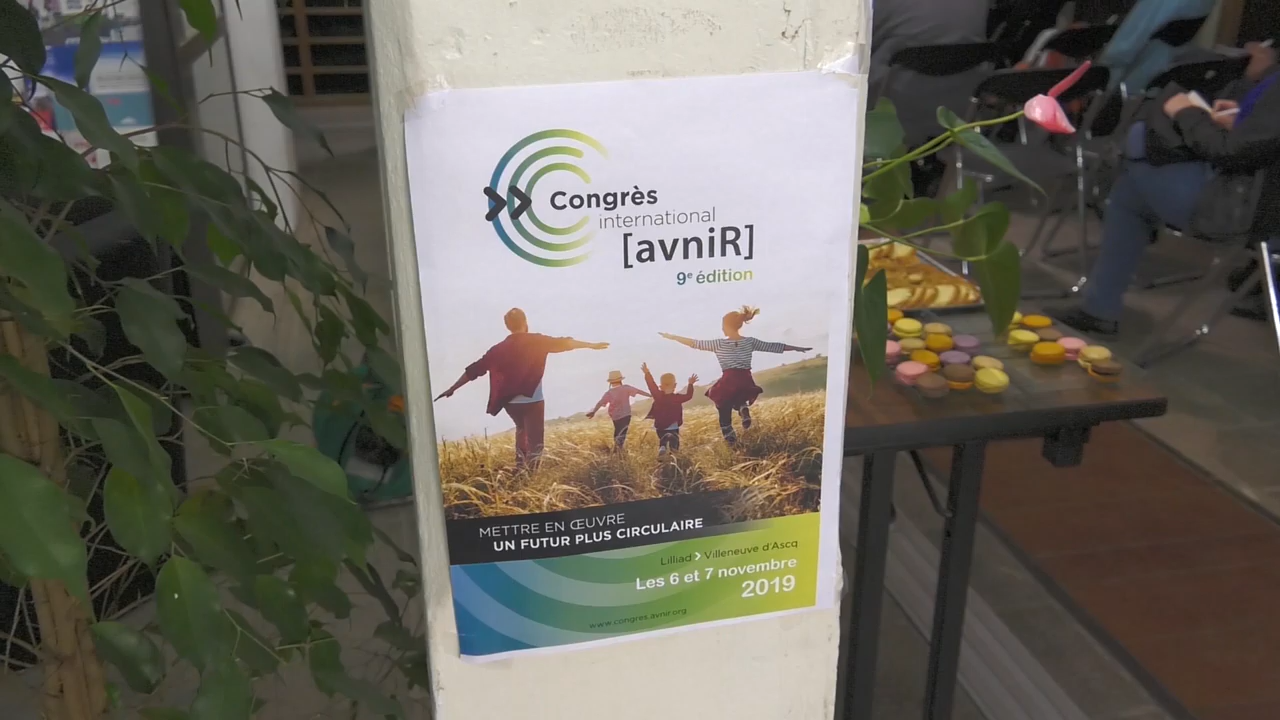 Congrès
international
[avniR]
9e édition
METTRE EN ŒUVRE
UN FUTUR PLUS CIRCULAIRE
Lilliad > Villeneuve d'Ascq
Les 6 et 7 novembre
2019
www.congres.avnir.org